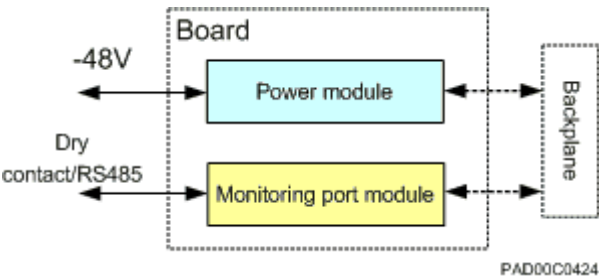 Board
-48V
Power module
Dry
contact/RS485
Monitoring port module
Backplane
PAD00C0424